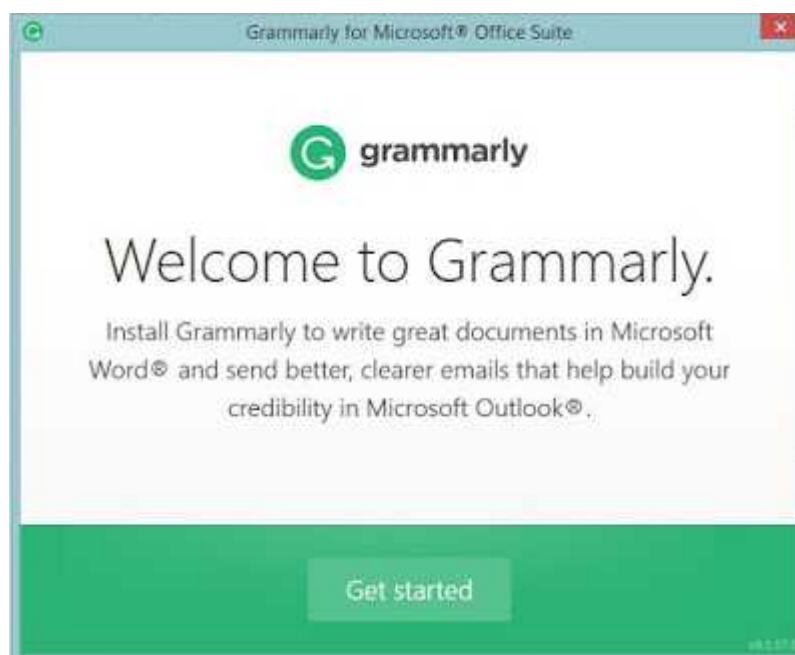 Grammarly for Microsoft® Office Suite
grammarly
Welcome to Grammarly.
Install Grammarly to write great documents in Microsoft
Word® and send better, clearer emails that help build your
credibility in Microsoft Outlook®.
Get started